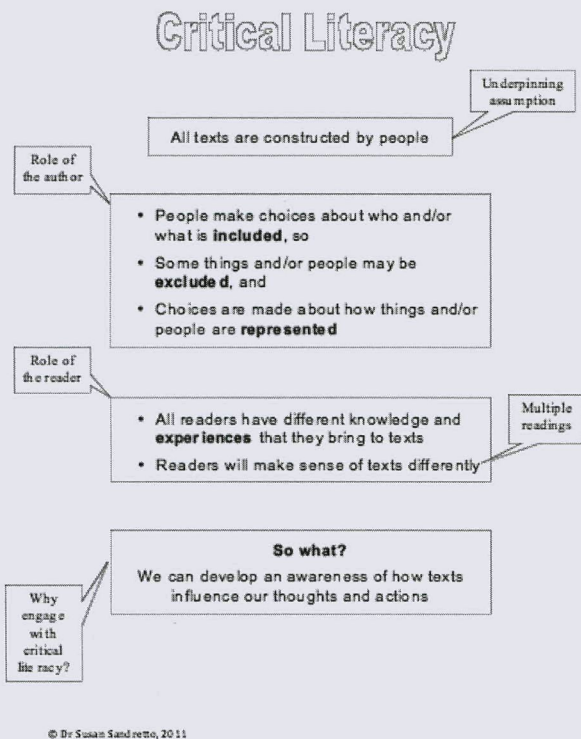 Critical Literacy
Underpinning
assumption
All texts are constructed by people
Role of
the author
• People make choices about who and/or
what is included, so
• Some things and/or people may be
excluded, and
• Choices are made about how things and/or
people are represented
Role of
the reader
• All readers have different knowledge and
experiences that they bring to texts
• Readers will make sense of texts differently
Multiple
readings
So what?
We can develop an awareness of how texts
influence our thoughts and actions
Why
engage
with
critical
literacy?
© Dr Susan Sandretto, 2011